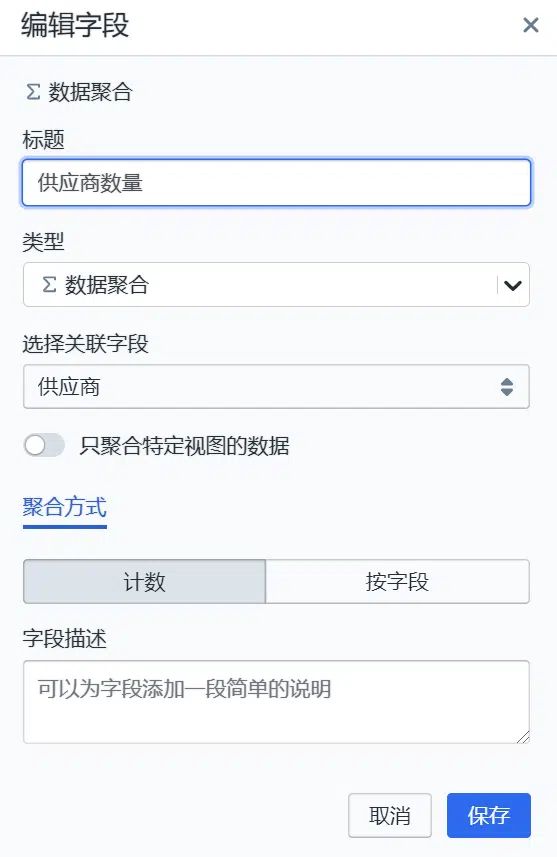 编辑字段
Σ 数据聚合
标题
供应商数量
类型
Σ 数据聚合
选择关联字段
供应商
只聚合特定视图的数据
聚合方式
计数 按字段
字段描述
可以为字段添加一段简单的说明
取消 保存